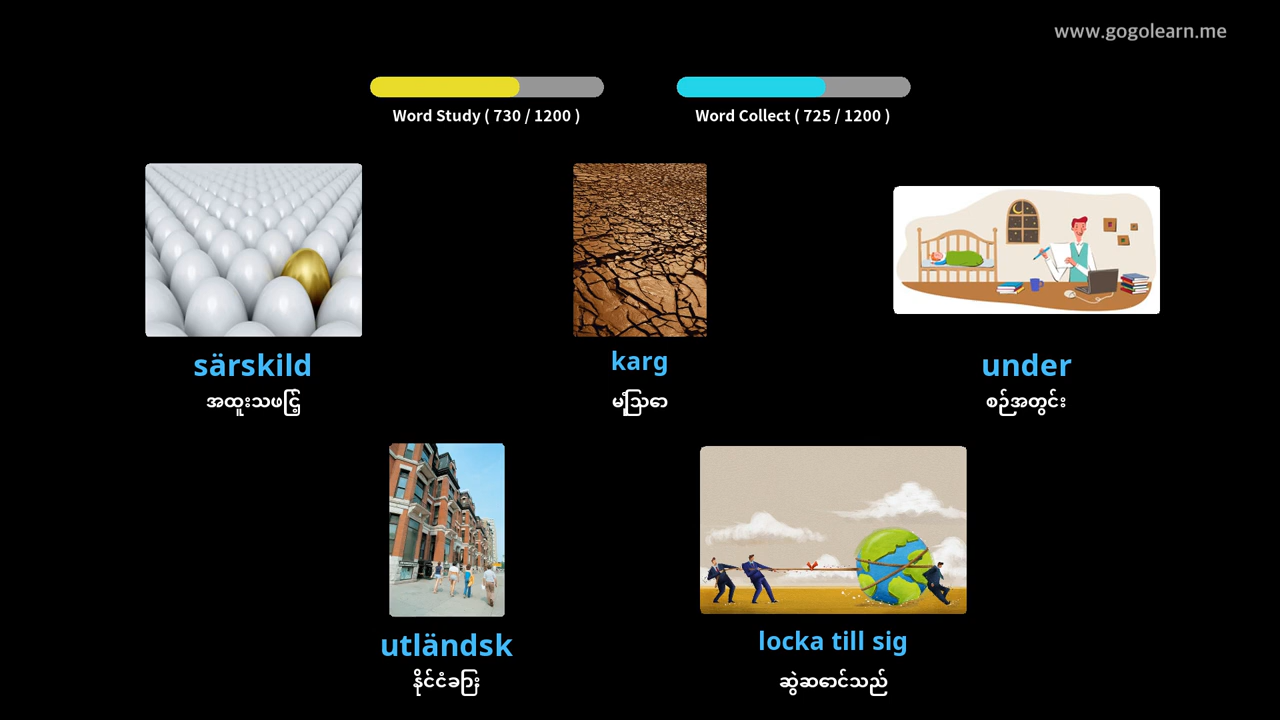 www.gogolearn.me
Word Study ( 730 / 1200 )
Word Collect ( 725 / 1200 )
särskild
karg
under
အထူးသဖြင့်
မြုံသော
စဉ်အတွင်း
utländsk
locka till sig
နိုင်ငံခြား
ဆွဲဆောင်သည်